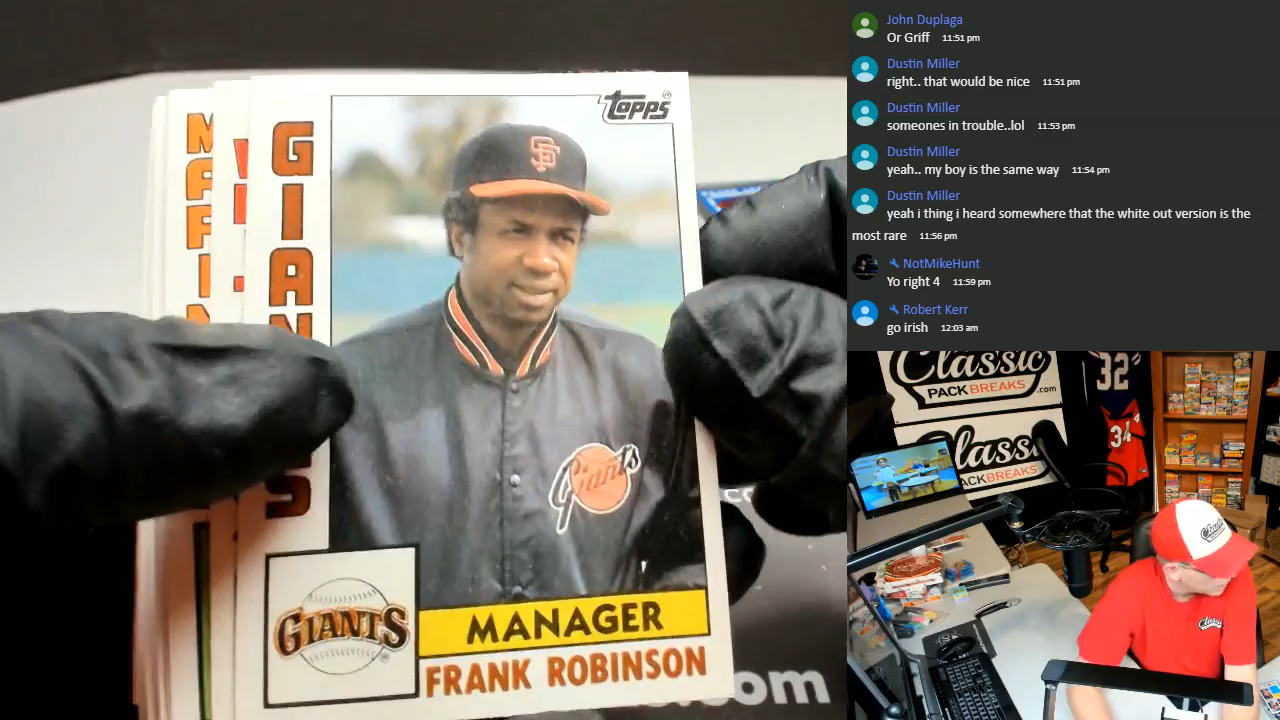 TOPPS
GIANTS
MARIN
SF
Giants
GIANTS
MANAGER
FRANK ROBINSON
om
John Duplaga
Or Griff 11:51 pm
Dustin Miller
right.. that would be nice 11:51 pm
Dustin Miller
someones in trouble..lol 11:53 pm
Dustin Miller
yeah.. my boy is the same way 11:54 pm
Dustin Miller
yeah i thing i heard somewhere that the white out version is the
most rare 11:56 pm
NotMikeHunt
Yo right 4 11:59 pm
Robert Kerr
go irish 12:03 am
Classic
PACKBREAKS.com
Classic
PACKBREAKS
32
34
Classic